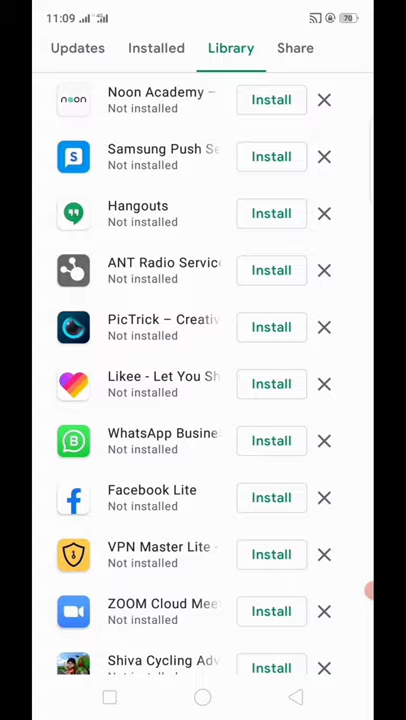 11:09
70
Updates
Installed
Library
Share
noon
Noon Academy –
Not installed
Install
S
Samsung Push Se
Not installed
Install
Hangouts
Not installed
Install
ANT Radio Servic
Not installed
Install
PicTrick – Creativ
Not installed
Install
Likee - Let You Sh
Not installed
Install
B
WhatsApp Busine
Not installed
Install
f
Facebook Lite
Not installed
Install
VPN Master Lite -
Not installed
Install
ZOOM Cloud Mee
Not installed
Install
Shiva Cycling Adv
Not installed
Install